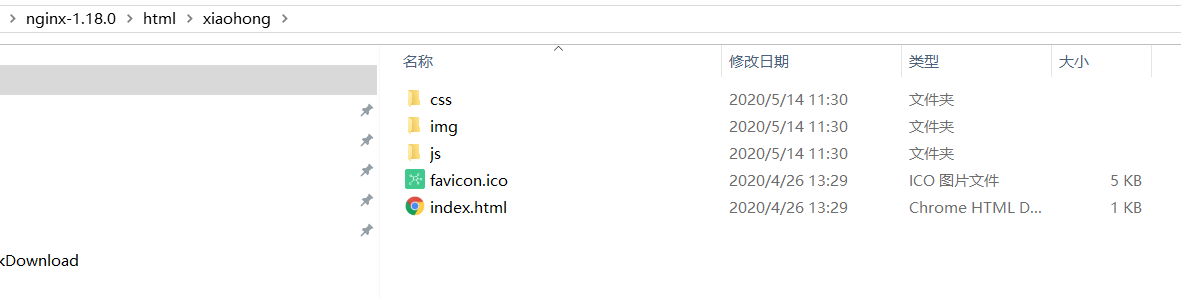 nginx-1.18.0 > html > xiaohong >
名称 修改日期 类型 大小
css 2020/5/14 11:30 文件夹
img 2020/5/14 11:30 文件夹
js 2020/5/14 11:30 文件夹
favicon.ico 2020/4/26 13:29 ICO 图片文件 5 KB
index.html 2020/4/26 13:29 Chrome HTML D... 1 KB
kDownload